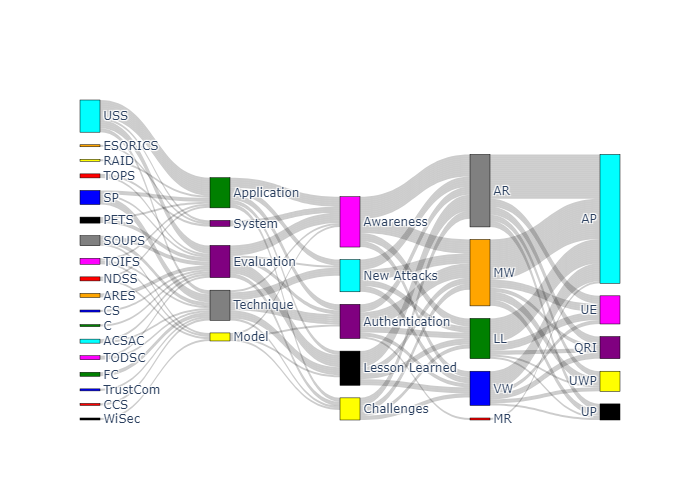 USS
ESORICS
RAID
TOPS
SP
PETS
SOUPS
TOIFS
NDSS
ARES
CS
C
ACSAC
TODSC
FC
TrustCom
CCS
WiSec
Application
System
Evaluation
Technique
Model
Awareness
New Attacks
Authentication
Lesson Learned
Challenges
AR
MW
LL
VW
MR
AP
UE
QRI
UWP
UP